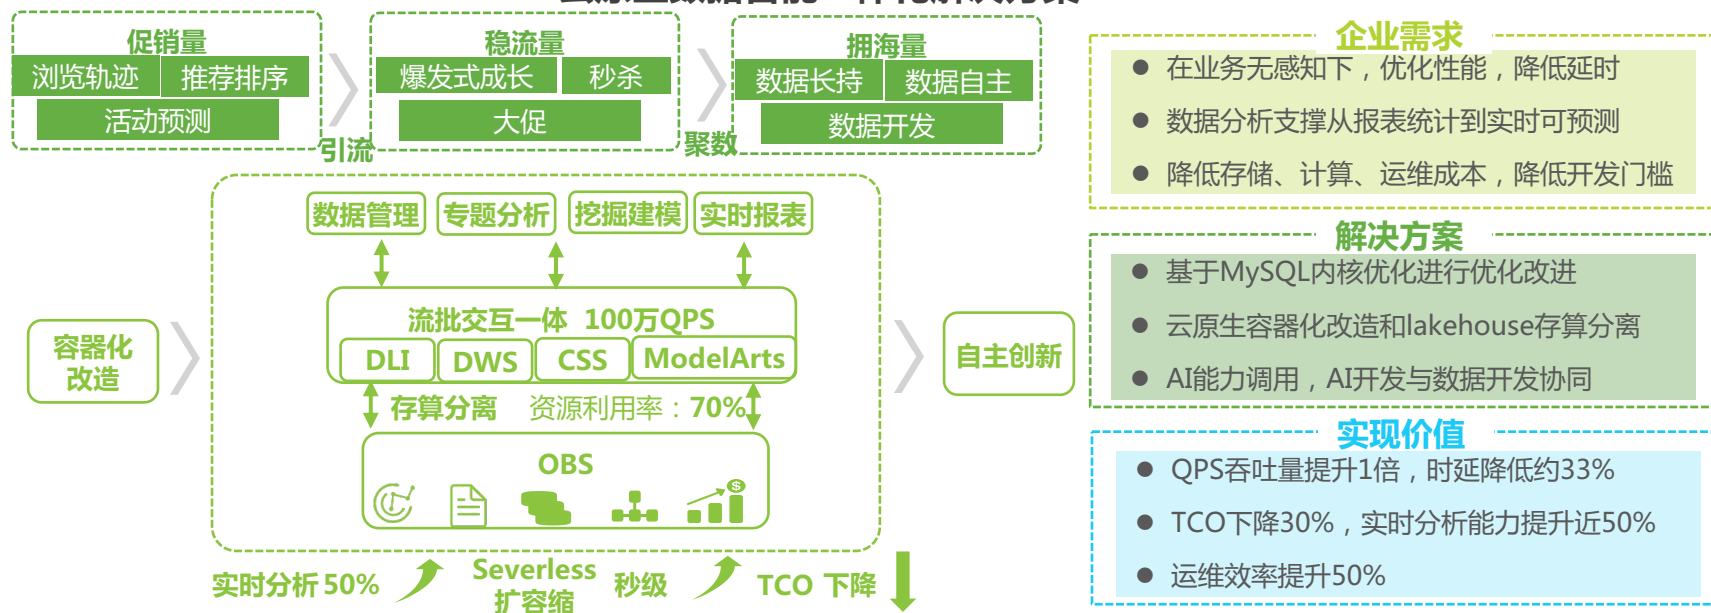 促销量
浏览轨迹
推荐排序
活动预测
引流
稳流量
爆发式成长
秒杀
大促
聚数
拥海量
数据长持
数据自主
数据开发
容器化
改造
数据管理
专题分析
挖掘建模
实时报表
流批交互一体 100万QPS
DLI
DWS
CSS
ModelArts
存算分离 资源利用率：70%
OBS
自主创新
实时分析 50%
Severless
扩容缩
秒级
TCO 下降
企业需求
● 在业务无感知下，优化性能，降低延时
● 数据分析支撑从报表统计到实时可预测
● 降低存储、计算、运维成本，降低开发门槛
解决方案
● 基于MySQL内核优化进行优化改进
● 云原生容器化改造和lakehouse存算分离
● AI能力调用，AI开发与数据开发协同
实现价值
● QPS吞吐量提升1倍，时延降低约33%
● TCO下降30%，实时分析能力提升近50%
● 运维效率提升50%